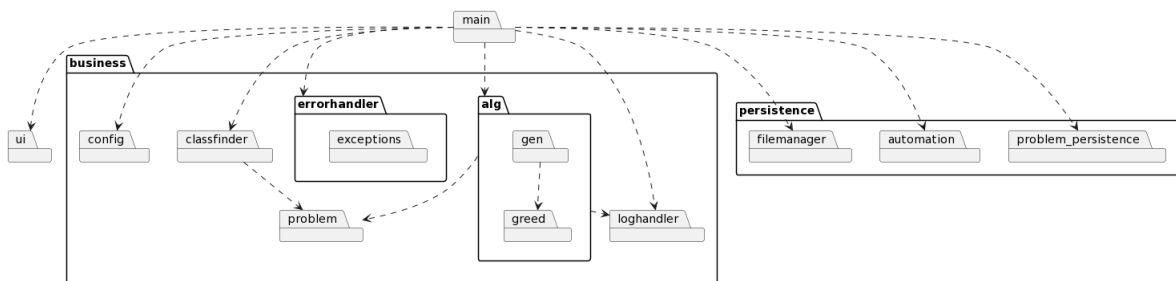 main
business
errorhandler
alg
persistence
ui
config
classfinder
exceptions
gen
filemanager
automation
problem_persistence
problem
greed
loghandler